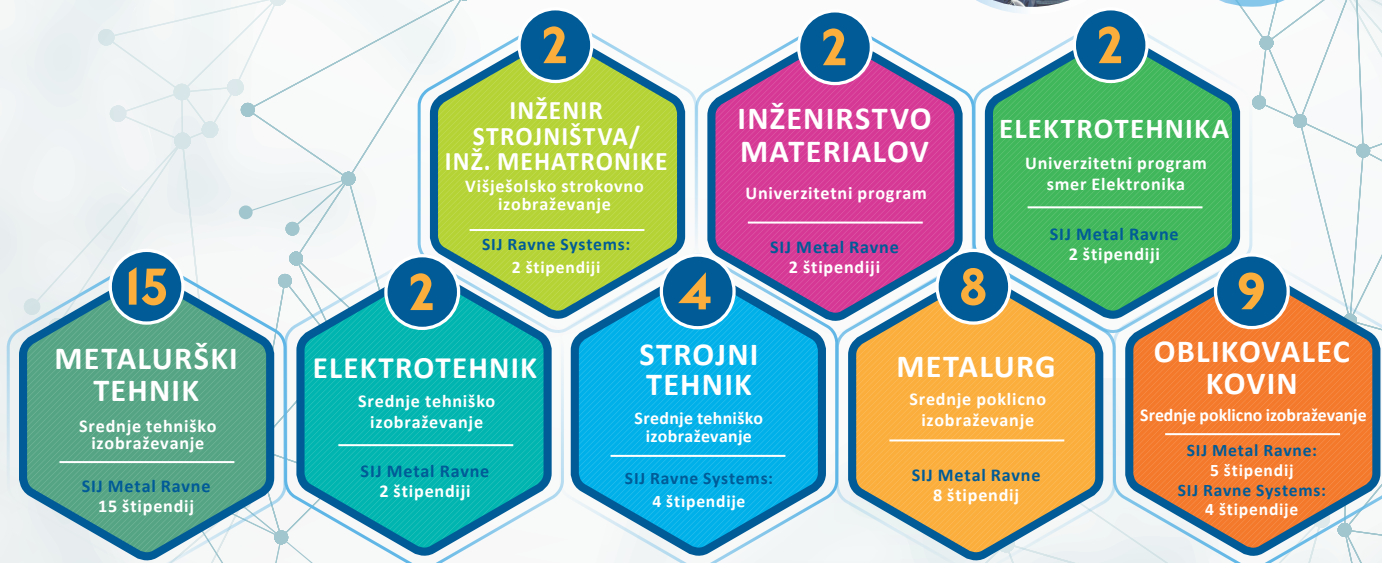 2
INŽENIR
STROJNIŠTVA/
INŽ. MEHATRONIKE
Višješolsko strokovno
izobraževanje
SIJ Ravne Systems:
2 štipendiji
2
INŽENIRSTVO
MATERIALOV
Univerzitetni program
SIJ Metal Ravne
2 štipendiji
2
ELEKTROTEHNIKA
Univerzitetni program
smer Elektronika
SIJ Metal Ravne
2 štipendiji
15
METALURŠKI
TEHNIK
Srednje tehniško
izobraževanje
SIJ Metal Ravne
15 štipendij
2
ELEKTROTEHNIK
Srednje tehniško
izobraževanje
SIJ Metal Ravne
2 štipendiji
4
STROJNI
TEHNIK
Srednje tehniško
izobraževanje
SIJ Ravne Systems:
4 štipendije
8
METALURG
Srednje poklicno
izobraževanje
SIJ Metal Ravne
8 štipendij
9
OBLIKOVALEC
KOVIN
Srednje poklicno izobraževanje
SIJ Metal Ravne:
5 štipendij
SIJ Ravne Systems:
4 štipendije